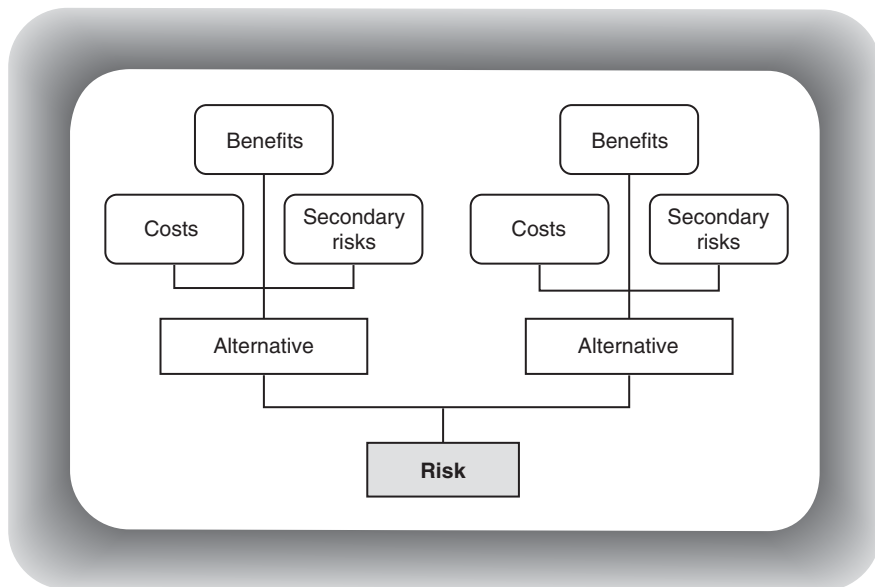 Benefits
Costs
Secondary
risks
Alternative
Benefits
Costs
Secondary
risks
Alternative
Risk